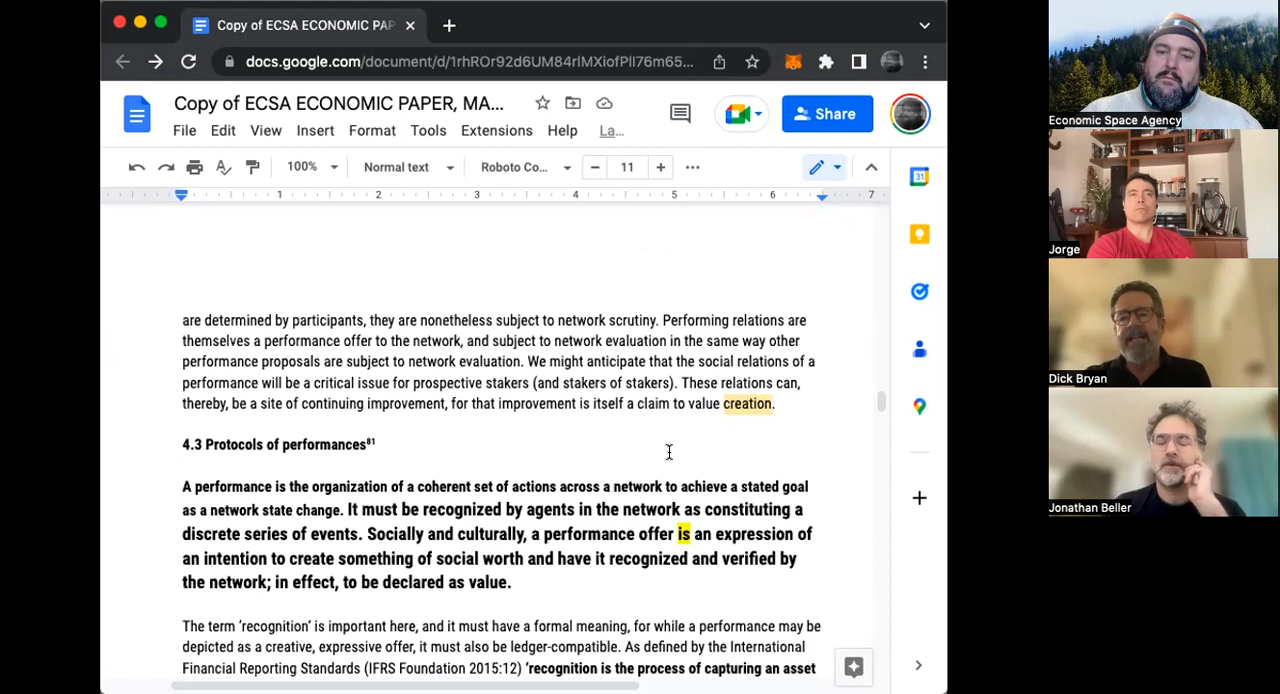 Copy of ECSA ECONOMIC PAP
docs.google.com/document/d/1rhROr92d6UM84rlMXiofPll76m65...
Copy of ECSA ECONOMIC PAPER, MA...
Share
File Edit View Insert Format Tools Extensions Help La...
100% Normal text Roboto Co... 11
1 2 3 4 5 6 7
31
are determined by participants, they are nonetheless subject to network scrutiny. Performing relations are
themselves a performance offer to the network, and subject to network evaluation in the same way other
performance proposals are subject to network evaluation. We might anticipate that the social relations of a
performance will be a critical issue for prospective stakers (and stakers of stakers). These relations can,
thereby, be a site of continuing improvement, for that improvement is itself a claim to value creation.
4.3 Protocols of performances81
A performance is the organization of a coherent set of actions across a network to achieve a stated goal
as a network state change. It must be recognized by agents in the network as constituting a
discrete series of events. Socially and culturally, a performance offer is an expression of
an intention to create something of social worth and have it recognized and verified by
the network; in effect, to be declared as value.
The term 'recognition' is important here, and it must have a formal meaning, for while a performance may be
depicted as a creative, expressive offer, it must also be ledger-compatible. As defined by the International
Financial Reporting Standards (IFRS Foundation 2015:12) 'recognition is the process of capturing an asset
Economic Space Agency
Jorge
Dick Bryan
Jonathan Beller